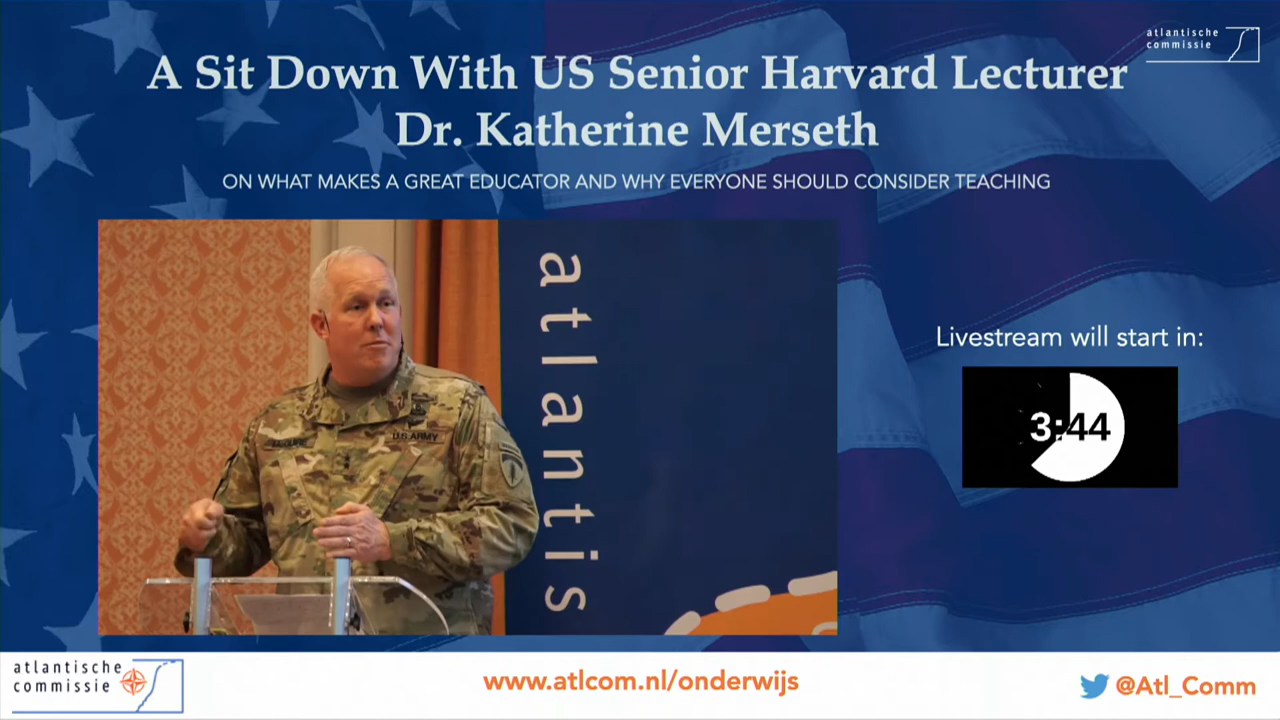 atlantische
commissie
A Sit Down With US Senior Harvard Lecturer
Dr. Katherine Merseth
ON WHAT MAKES A GREAT EDUCATOR AND WHY EVERYONE SHOULD CONSIDER TEACHING
atlantis
U.S. ARMY
Livestream will start in:
3:44
atlantische
commissie
www.atlcom.nl/onderwijs
@Atl_Comm